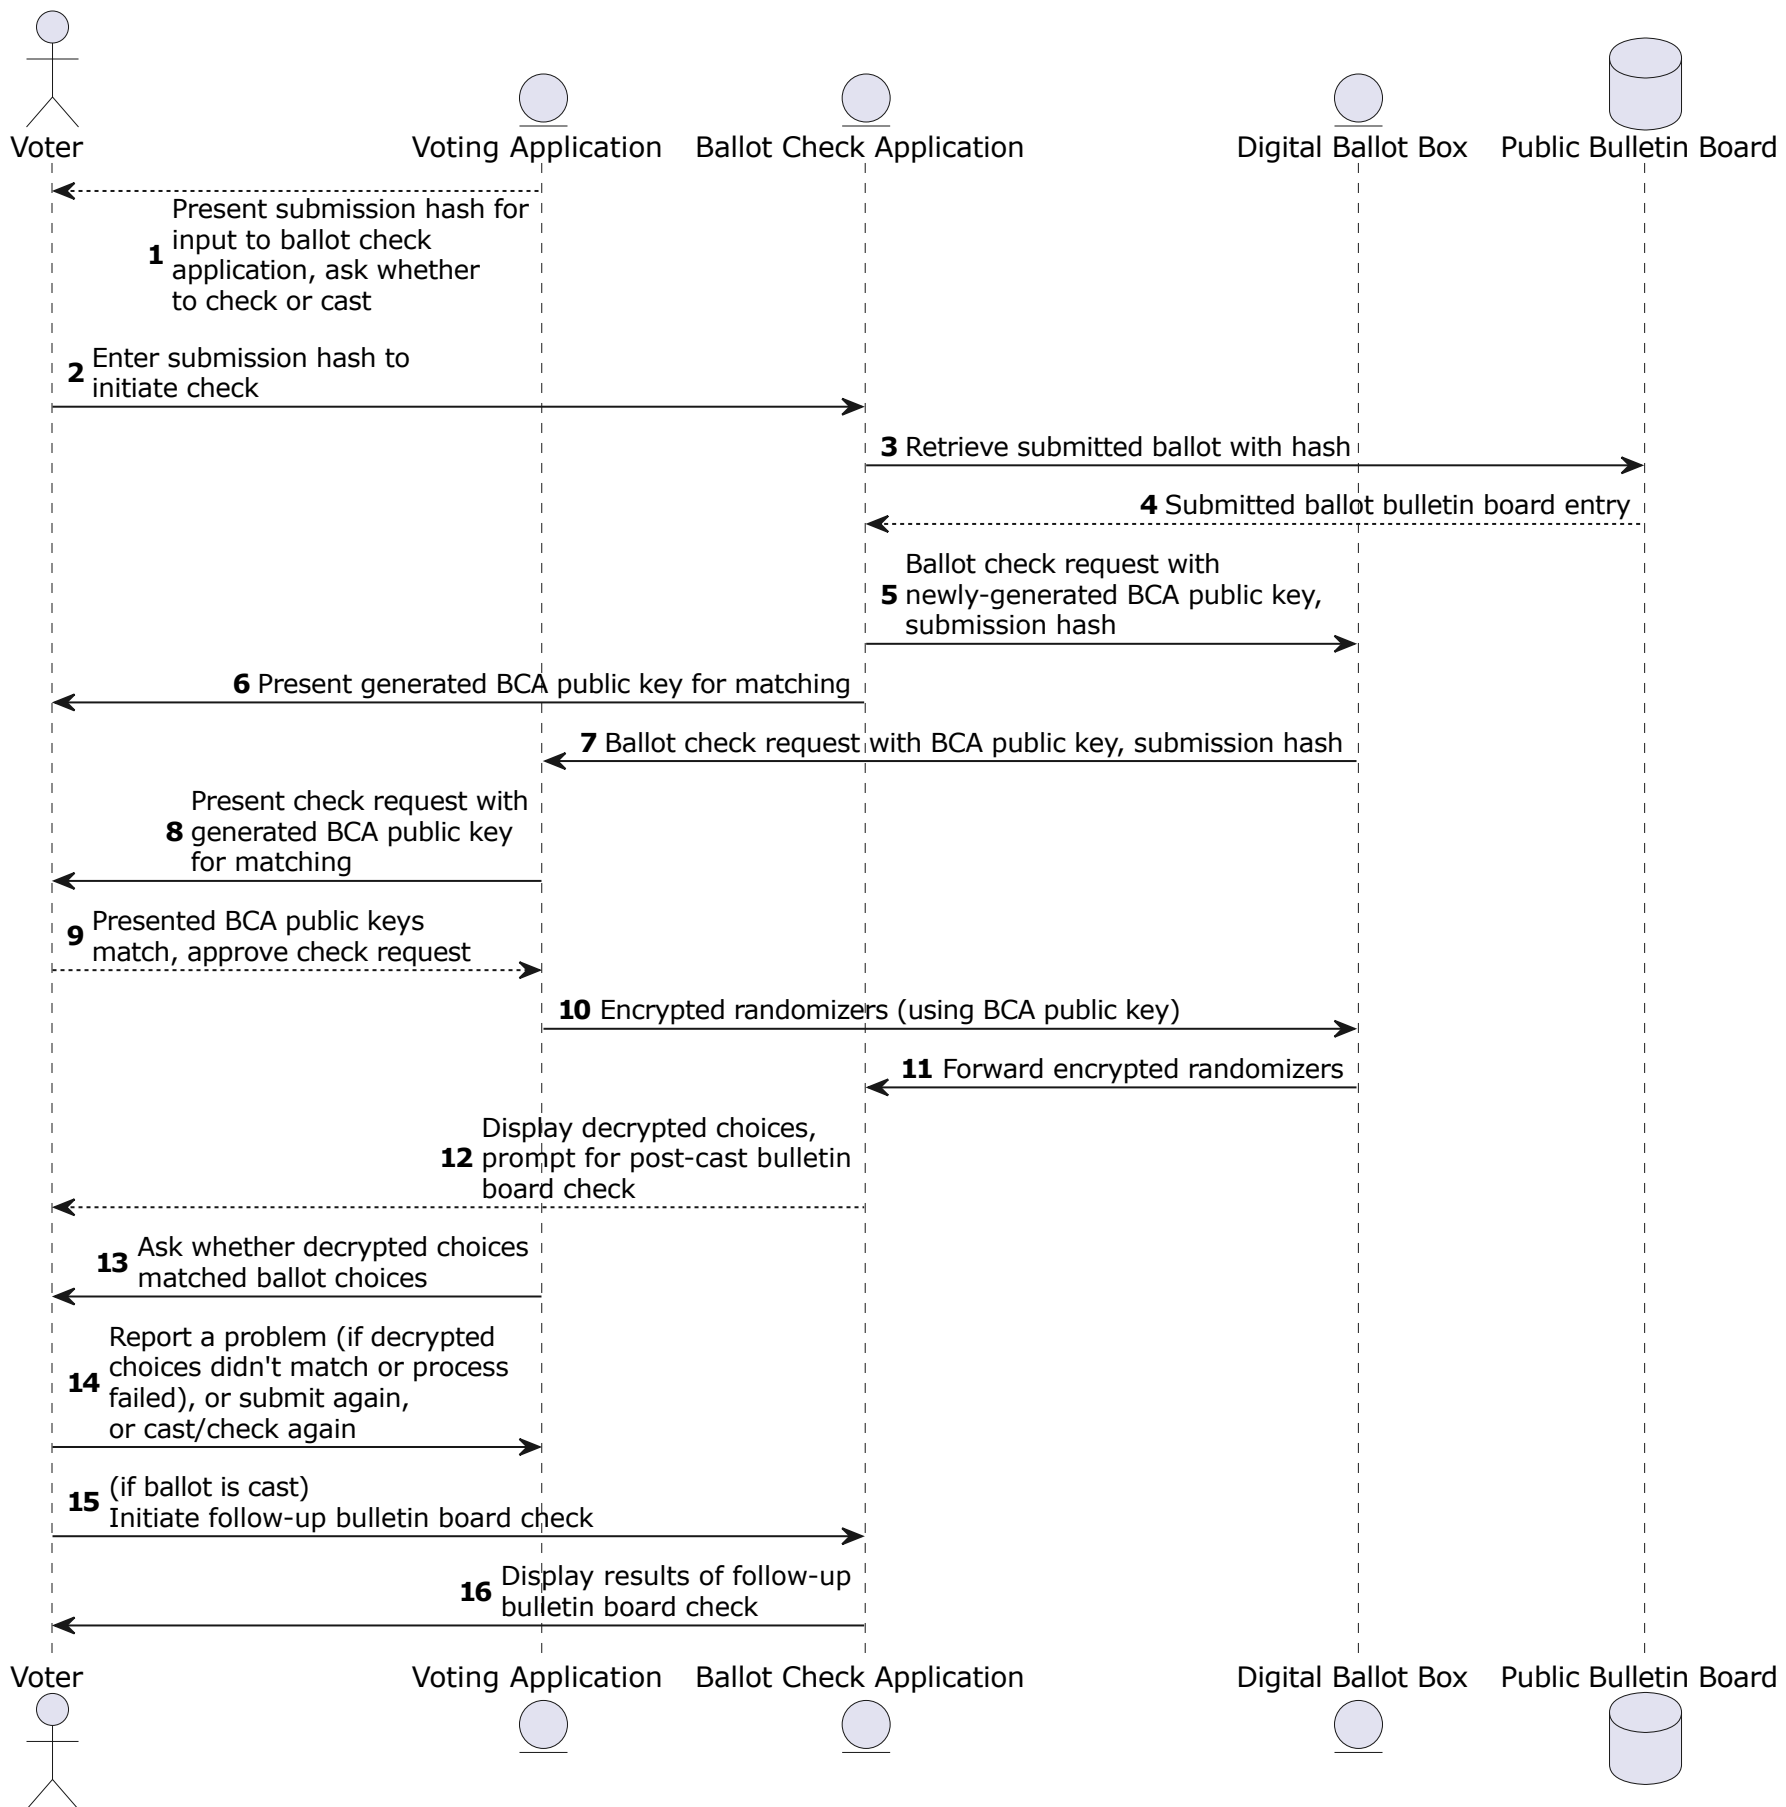 Voter
Voting Application
Ballot Check Application
Digital Ballot Box
Public Bulletin Board
1
Present submission hash for
input to ballot check
application, ask whether
to check or cast
2
Enter submission hash to
initiate check
3 Retrieve submitted ballot with hash
4 Submitted ballot bulletin board entry
5
Ballot check request with
newly-generated BCA public key,
submission hash
6 Present generated BCA public key for matching
7 Ballot check request with BCA public key, submission hash
8
Present check request with
generated BCA public key
for matching
9
Presented BCA public keys
match, approve check request
10 Encrypted randomizers (using BCA public key)
11 Forward encrypted randomizers
12
Display decrypted choices,
prompt for post-cast bulletin
board check
13
Ask whether decrypted choices
matched ballot choices
14
Report a problem (if decrypted
choices didn't match or process
failed), or submit again,
or cast/check again
15
(if ballot is cast)
Initiate follow-up bulletin board check
16
Display results of follow-up
bulletin board check
Voter
Voting Application
Ballot Check Application
Digital Ballot Box
Public Bulletin Board